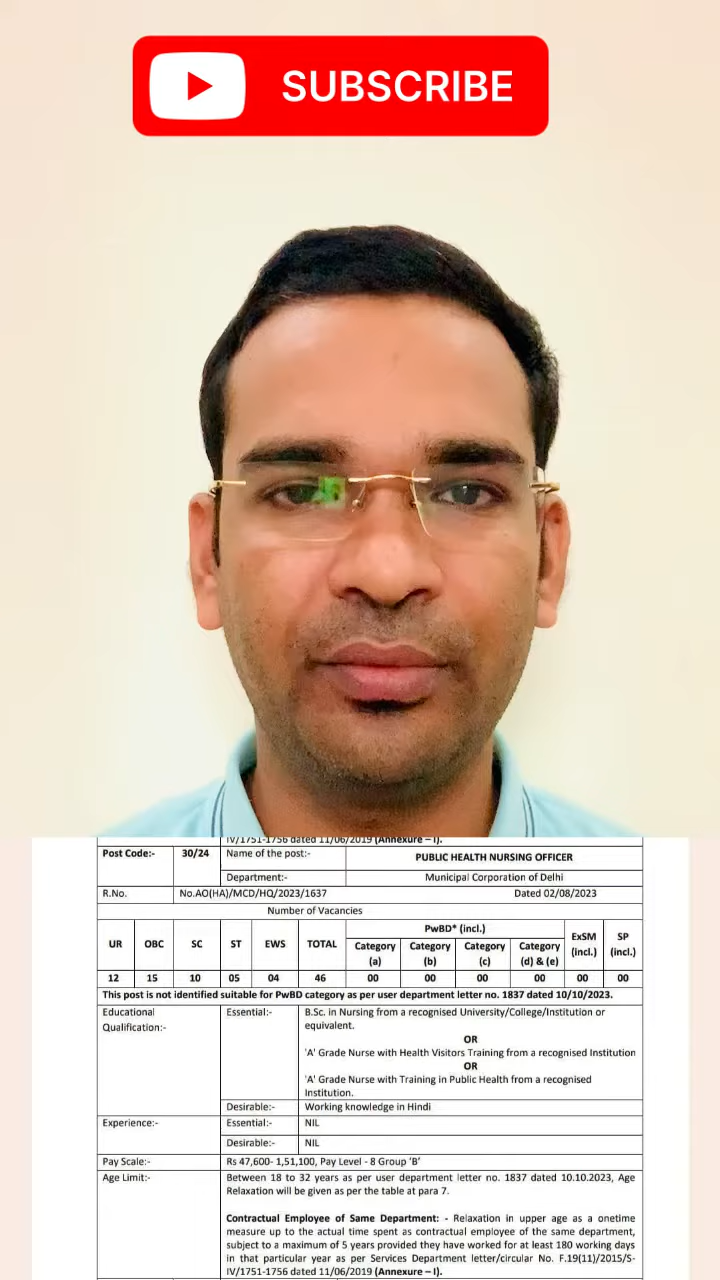 SUBSCRIBE
IV/1751-1756 dated 11/06/2019 (Annexure – I).
Post Code:- 30/24 Name of the post:- PUBLIC HEALTH NURSING OFFICER
Department:- Municipal Corporation of Delhi
R.No. No.AO(HA)/MCD/HQ/2023/1637 Dated 02/08/2023
Number of Vacancies
UR OBC SC ST EWS TOTAL PwBD* (incl.) ExSM (incl.) SP (incl.)
Category (a) Category (b) Category (c) Category (d) & (e)
12 15 10 05 04 46 00 00 00 00 00 00
This post is not identified suitable for PwBD category as per user department letter no. 1837 dated 10/10/2023.
Educational Qualification:- Essential:- B.Sc. in Nursing from a recognised University/College/Institution or
equivalent.
OR
'A' Grade Nurse with Health Visitors Training from a recognised Institution
OR
'A' Grade Nurse with Training in Public Health from a recognised
Institution.
Desirable:- Working knowledge in Hindi
Experience:- Essential:- NIL
Desirable:- NIL
Pay Scale:- Rs 47,600- 1,51,100, Pay Level - 8 Group 'B'
Age Limit:- Between 18 to 32 years as per user department letter no. 1837 dated 10.10.2023, Age
Relaxation will be given as per the table at para 7.
Contractual Employee of Same Department: - Relaxation in upper age as a onetime
measure up to the actual time spent as contractual employee of the same department,
subject to a maximum of 5 years provided they have worked for at least 180 working days
in that particular year as per Services Department letter/circular No. F.19(11)/2015/S-
IV/1751-1756 dated 11/06/2019 (Annexure – I).